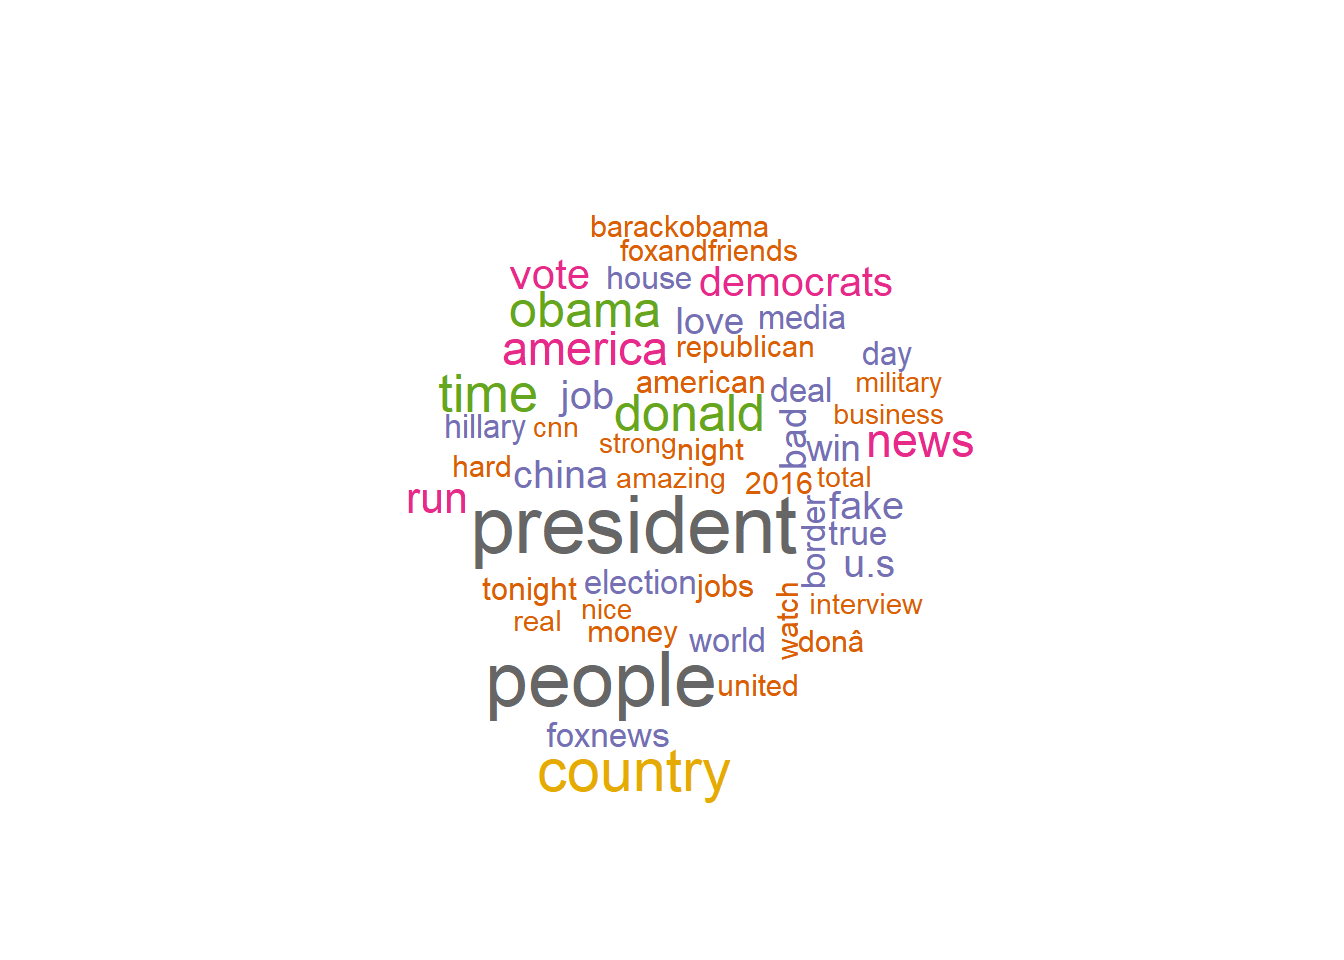 barackobama
foxandfriends
vote house democrats
obama love media
america republican day
time job american deal military
donald business
hillary cnn strong night bad win news
hard china amazing 2016 total
run president border fake
true
u.s
tonight election jobs watch interview
real nice
money world donâ
people united
foxnews
country